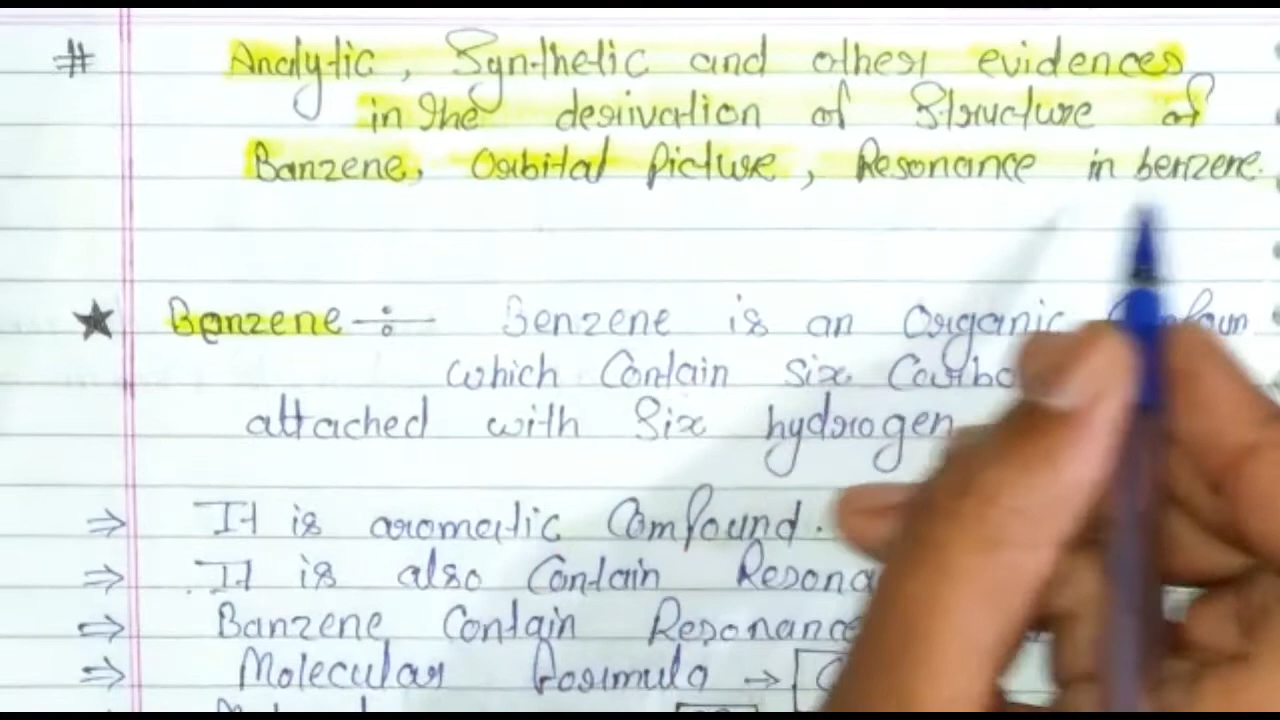 # Analytic, Synthetic and other evidences
in the derivation of Structure of
Banzene, Orbital Picture, Resonance in benzene.
★ Benzene ÷ Benzene is an Organic
which Contain six
attached with Six hydrogen
⇒ It is aromatic Compound.
⇒ It is also Contain
⇒ Banzene Contain Resonance
⇒ Molecular Formula →